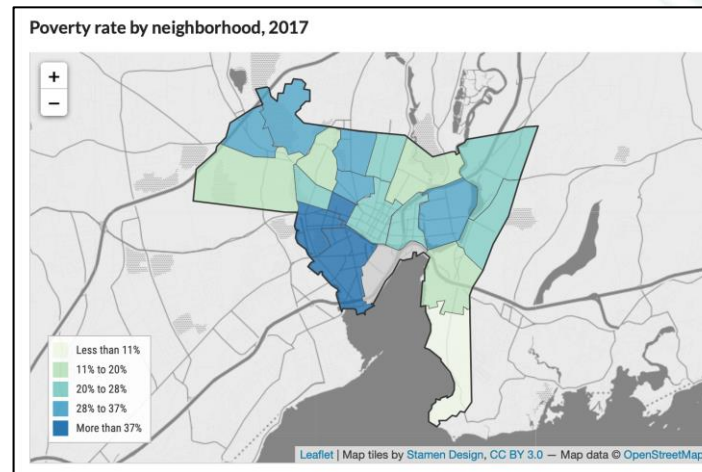 Poverty rate by neighborhood, 2017
+
−
Less than 11%
11% to 20%
20% to 28%
28% to 37%
More than 37%
Leaflet | Map tiles by Stamen Design, CC BY 3.0 — Map data © OpenStreetMap